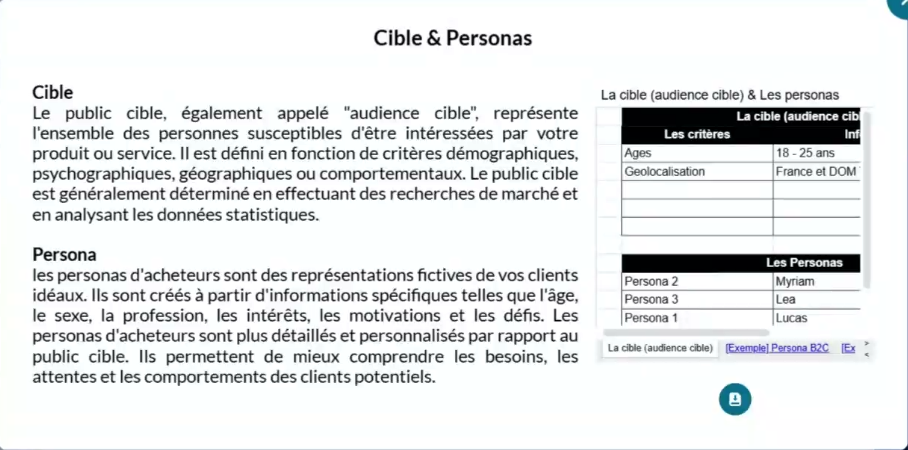 Cible & Personas
Cible
Le public cible, également appelé "audience cible", représente
l'ensemble des personnes susceptibles d'être intéressées par votre
produit ou service. Il est défini en fonction de critères démographiques,
psychographiques, géographiques ou comportementaux. Le public cible
est généralement déterminé en effectuant des recherches de marché et
en analysant les données statistiques.
Persona
les personas d'acheteurs sont des représentations fictives de vos clients
idéaux. Ils sont créés à partir d'informations spécifiques telles que l'âge,
le sexe, la profession, les intérêts, les motivations et les défis. Les
personas d'acheteurs sont plus détaillés et personnalisés par rapport au
public cible. Ils permettent de mieux comprendre les besoins, les
attentes et les comportements des clients potentiels.
La cible (audience cible) & Les personas
La cible (audience cibl
Les critères Inf
Ages 18 - 25 ans
Geolocalisation France et DOM
Les Personas
Persona 2 Myriam
Persona 3 Lea
Persona 1 Lucas
La cible (audience cible) [Exemple] Persona B2C [Ex